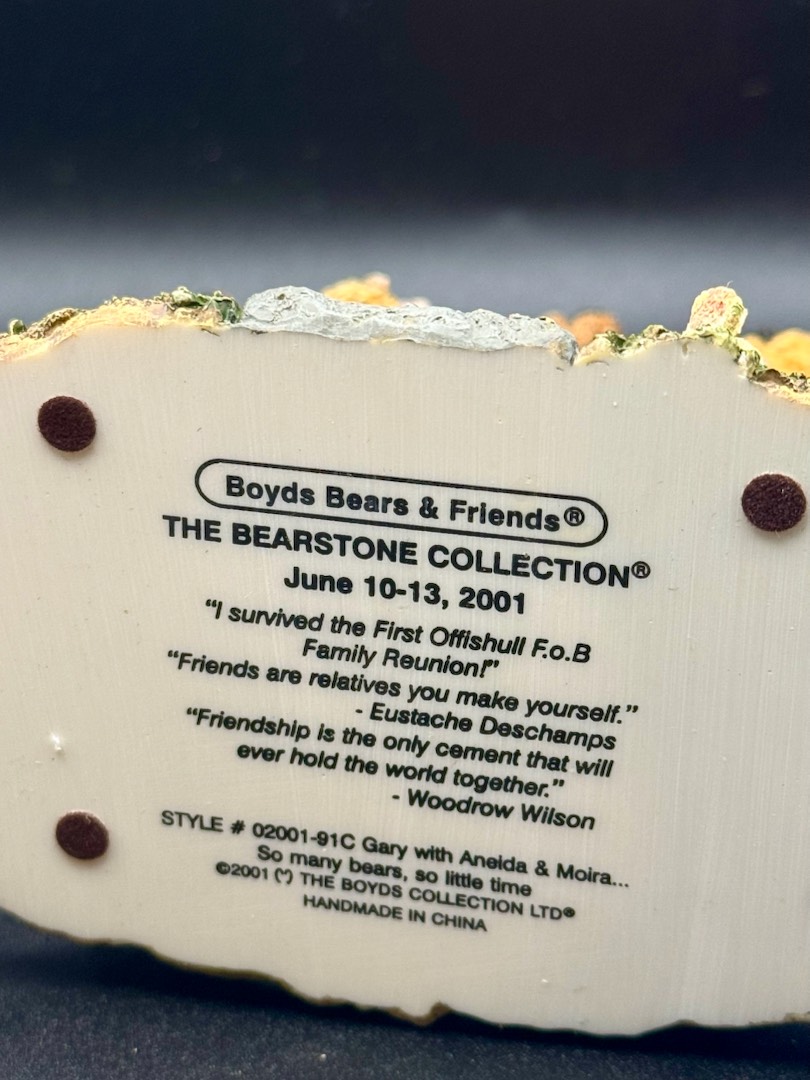 Boyds Bears & Friends®
THE BEARSTONE COLLECTION®
June 10-13, 2001
“I survived the First Offishull F.o.B
Family Reunion!”
“Friends are relatives you make yourself.”
- Eustache Deschamps
“Friendship is the only cement that will
ever hold the world together.”
- Woodrow Wilson
STYLE # 02001-91C Gary with Aneida & Moira...
So many bears, so little time
©2001 (") THE BOYDS COLLECTION LTD®
HANDMADE IN CHINA